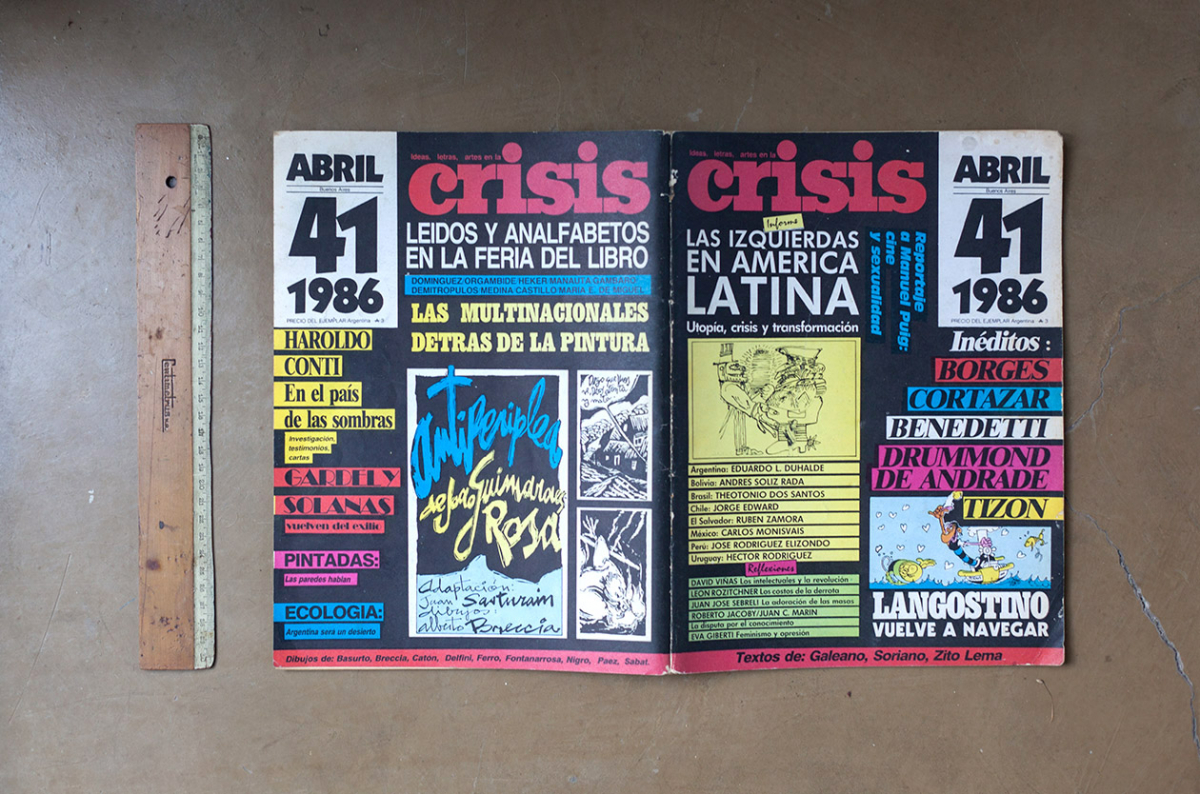 ABRIL
Buenos Aires
41
1986
PRECIO DEL EJEMPLAR Argentina A 3
HAROLDO
CONTI
En el país
de las sombras
Investigación,
testimonios,
cartas
GARDEL Y
SOLANAS
vuelven del exilio
PINTADAS:
Las paredes hablan
ECOLOGIA:
Argentina será un desierto
ideas, letras, artes en la
crisis
LEIDOS Y ANALFABETOS
EN LA FERIA DEL LIBRO
DOMINGUEZ/ORGAMBIDE/HEKER/MANAUTA/GAMBARO
DEMITROPULOS/MEDINA CASTILLO/MARIA E. DE MIGUEL
LAS MULTINACIONALES
DETRAS DE LA PINTURA
antiperiplea
de João Guimaraes
Rosa
Adaptación:
Juan Sasturain
dibujos:
alberto Breccia
Dibujos de: Basurto, Breccia, Catón, Delfini, Ferro, Fontanarrosa, Nigro, Paez, Sabat.
ideas, letras, artes en la
crisis
Informe
LAS IZQUIERDAS
EN AMERICA
LATINA
Utopía, crisis y transformación
Reportaje
a Manuel Puig:
cine
y sexualidad
Argentina: EDUARDO L. DUHALDE
Bolivia: ANDRES SOLIZ RADA
Brasil: THEOTONIO DOS SANTOS
Chile: JORGE EDWARD
El Salvador: RUBEN ZAMORA
México: CARLOS MONISVAIS
Perú: JOSE RODRIGUEZ ELIZONDO
Uruguay: HECTOR RODRIGUEZ
Reflexiones
DAVID VIÑAS Los intelectuales y la revolución
LEON ROZITCHNER Los costos de la derrota
JUAN JOSE SEBRELI La adoración de las masas
ROBERTO JACOBY/JUAN C. MARIN
La disputa por el conocimiento
EVA GIBERTI Feminismo y opresión
ABRIL
Buenos Aires
41
1986
PRECIO DEL EJEMPLAR Argentina A 3
Inéditos:
BORGES
CORTAZAR
BENEDETTI
DRUMMOND
DE ANDRADE
TIZON
LANGOSTINO
VUELVE A NAVEGAR
Textos de: Galeano, Soriano, Zito Lema